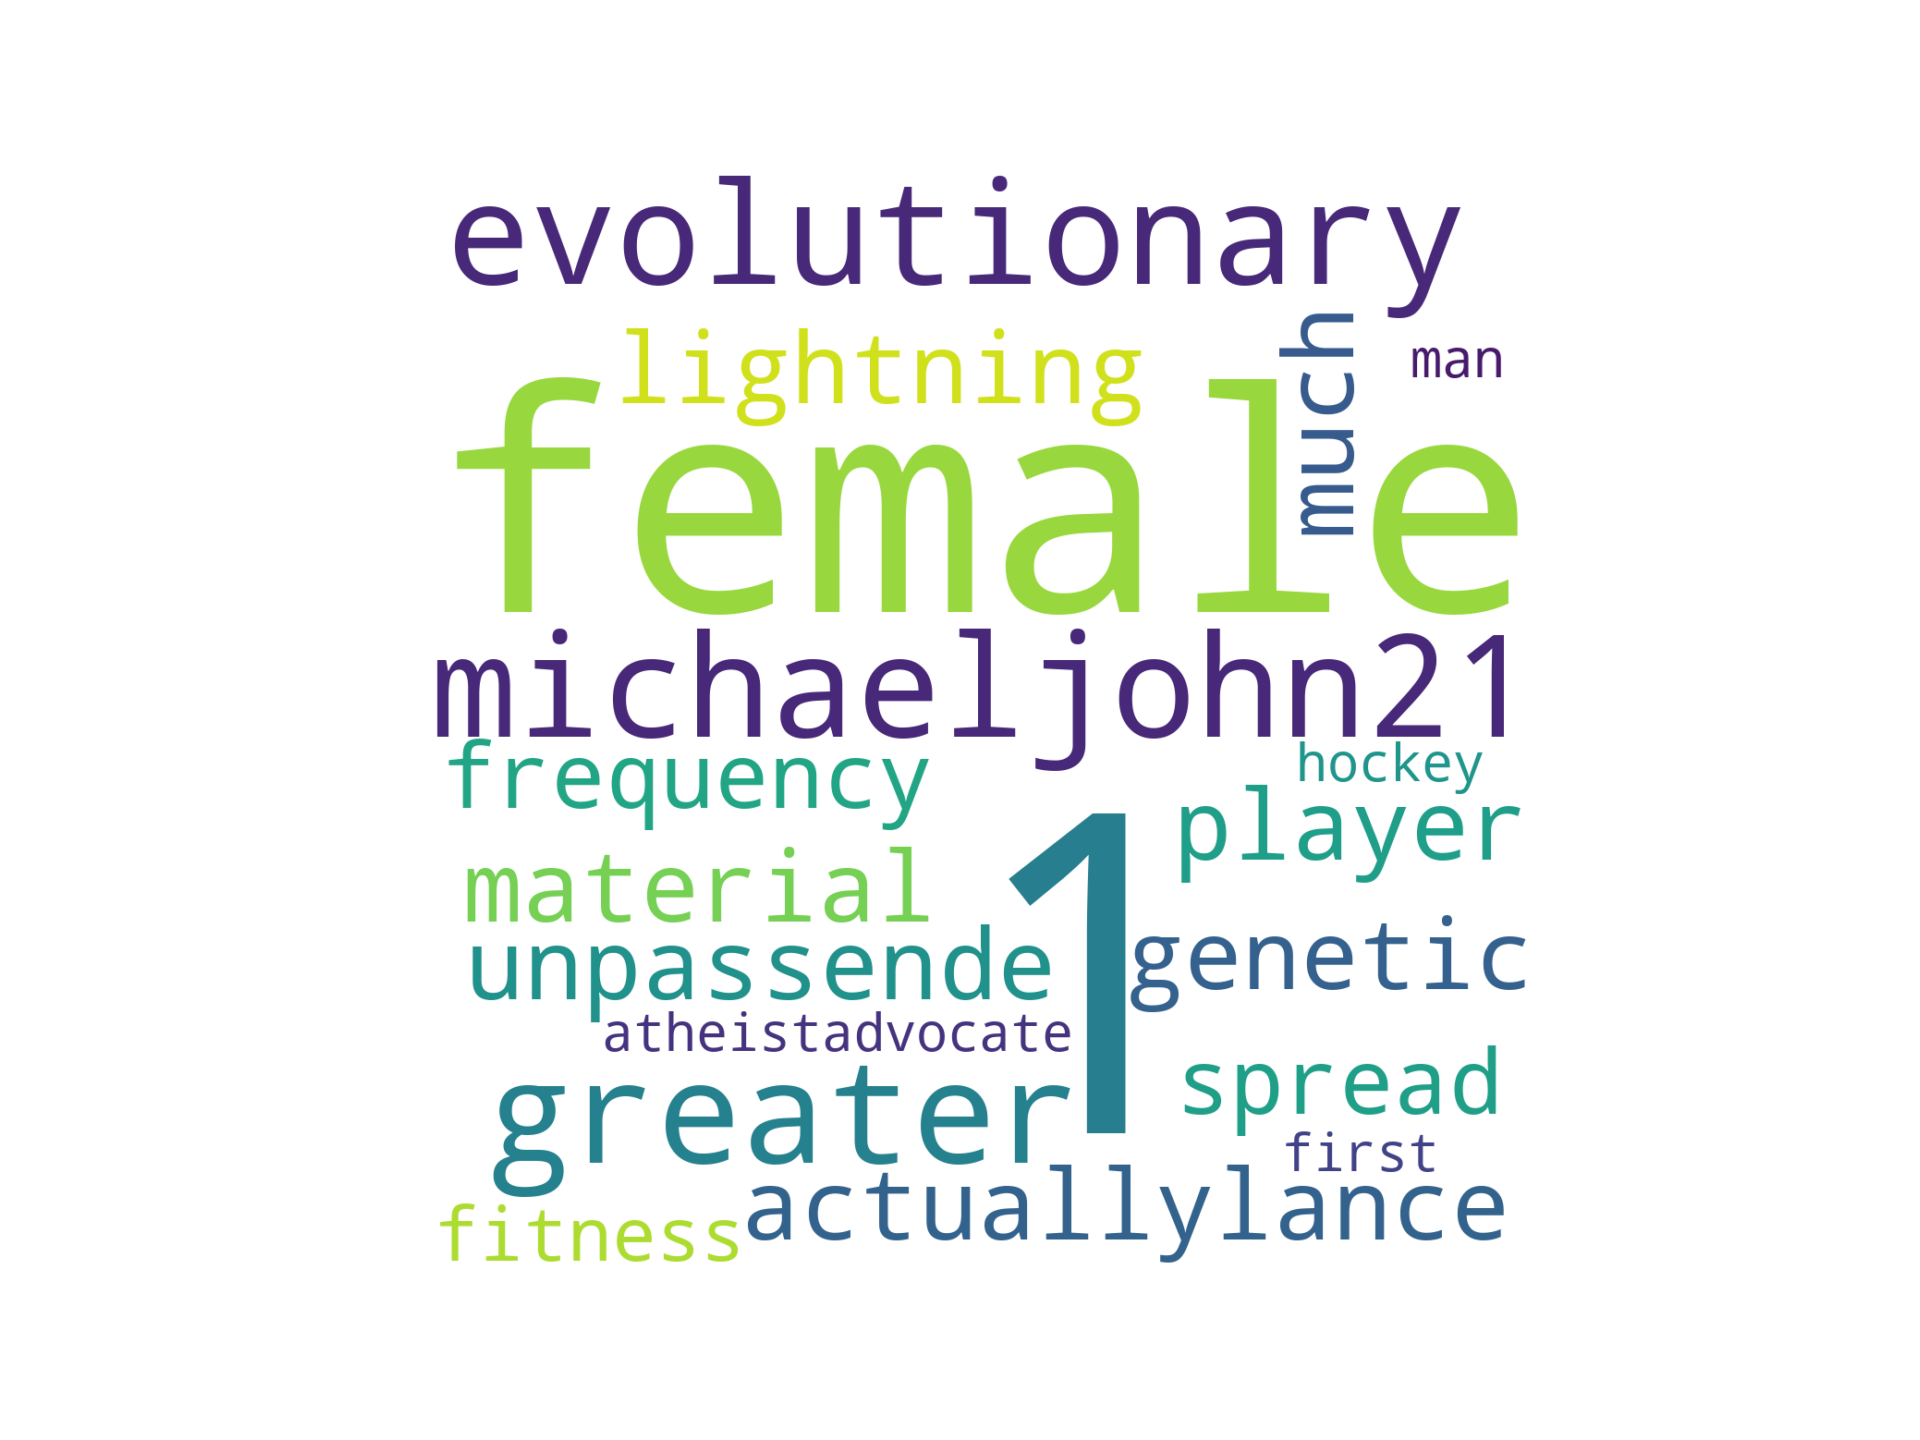 evolutionary
lightning
much
man
female
michaeljohn21
frequency
hockey
player
material
1
unpassende
genetic
atheistadvocate
greater
spread
first
actuallylance
fitness